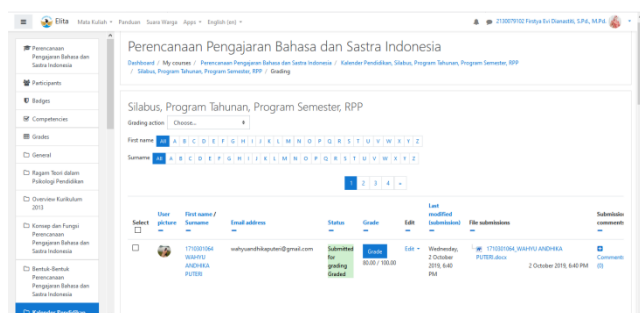 Elita Mata Kuliah Panduan Suara Warga Apps English (en) 2130079102 Firstya Evi Dianastiti, S.Pd., M.Pd.
Perencanaan Pengajaran Bahasa dan Sastra Indonesia
Participants
Badges
Competencies
Grades
General
Ragam Teori dalam Psikologi Pendidikan
Overview Kurikulum 2013
Konsep dan Fungsi Perencanaan Pengajaran Bahasa dan Sastra Indonesia
Bentuk-Bentuk Perencanaan Pengajaran Bahasa dan Sastra Indonesia
Kalender Pendidikan
Perencanaan Pengajaran Bahasa dan Sastra Indonesia
Dashboard / My courses / Perencanaan Pengajaran Bahasa dan Sastra Indonesia / Kalender Pendidikan, Silabus, Program Tahunan, Program Semester, RPP
/ Silabus, Program Tahunan, Program Semester, RPP / Grading
Silabus, Program Tahunan, Program Semester, RPP
Grading action Choose...
First name All A B C D E F G H I J K L M N O P Q R S T U V W X Y Z
Surname All A B C D E F G H I J K L M N O P Q R S T U V W X Y Z
1 2 3 4 »
Select User picture First name / Surname Email address Status Grade Edit Last modified (submission) File submissions Submission comments
1710301064 WAHYU ANDHIKA PUTERI wahyuandhikaputeri@gmail.com Submitted for grading Graded Grade 80.00 / 100.00 Edit Wednesday, 2 October 2019, 6:40 PM 1710301064_WAHYU ANDHIKA PUTERI.docx 2 October 2019, 6:40 PM Comments (0)